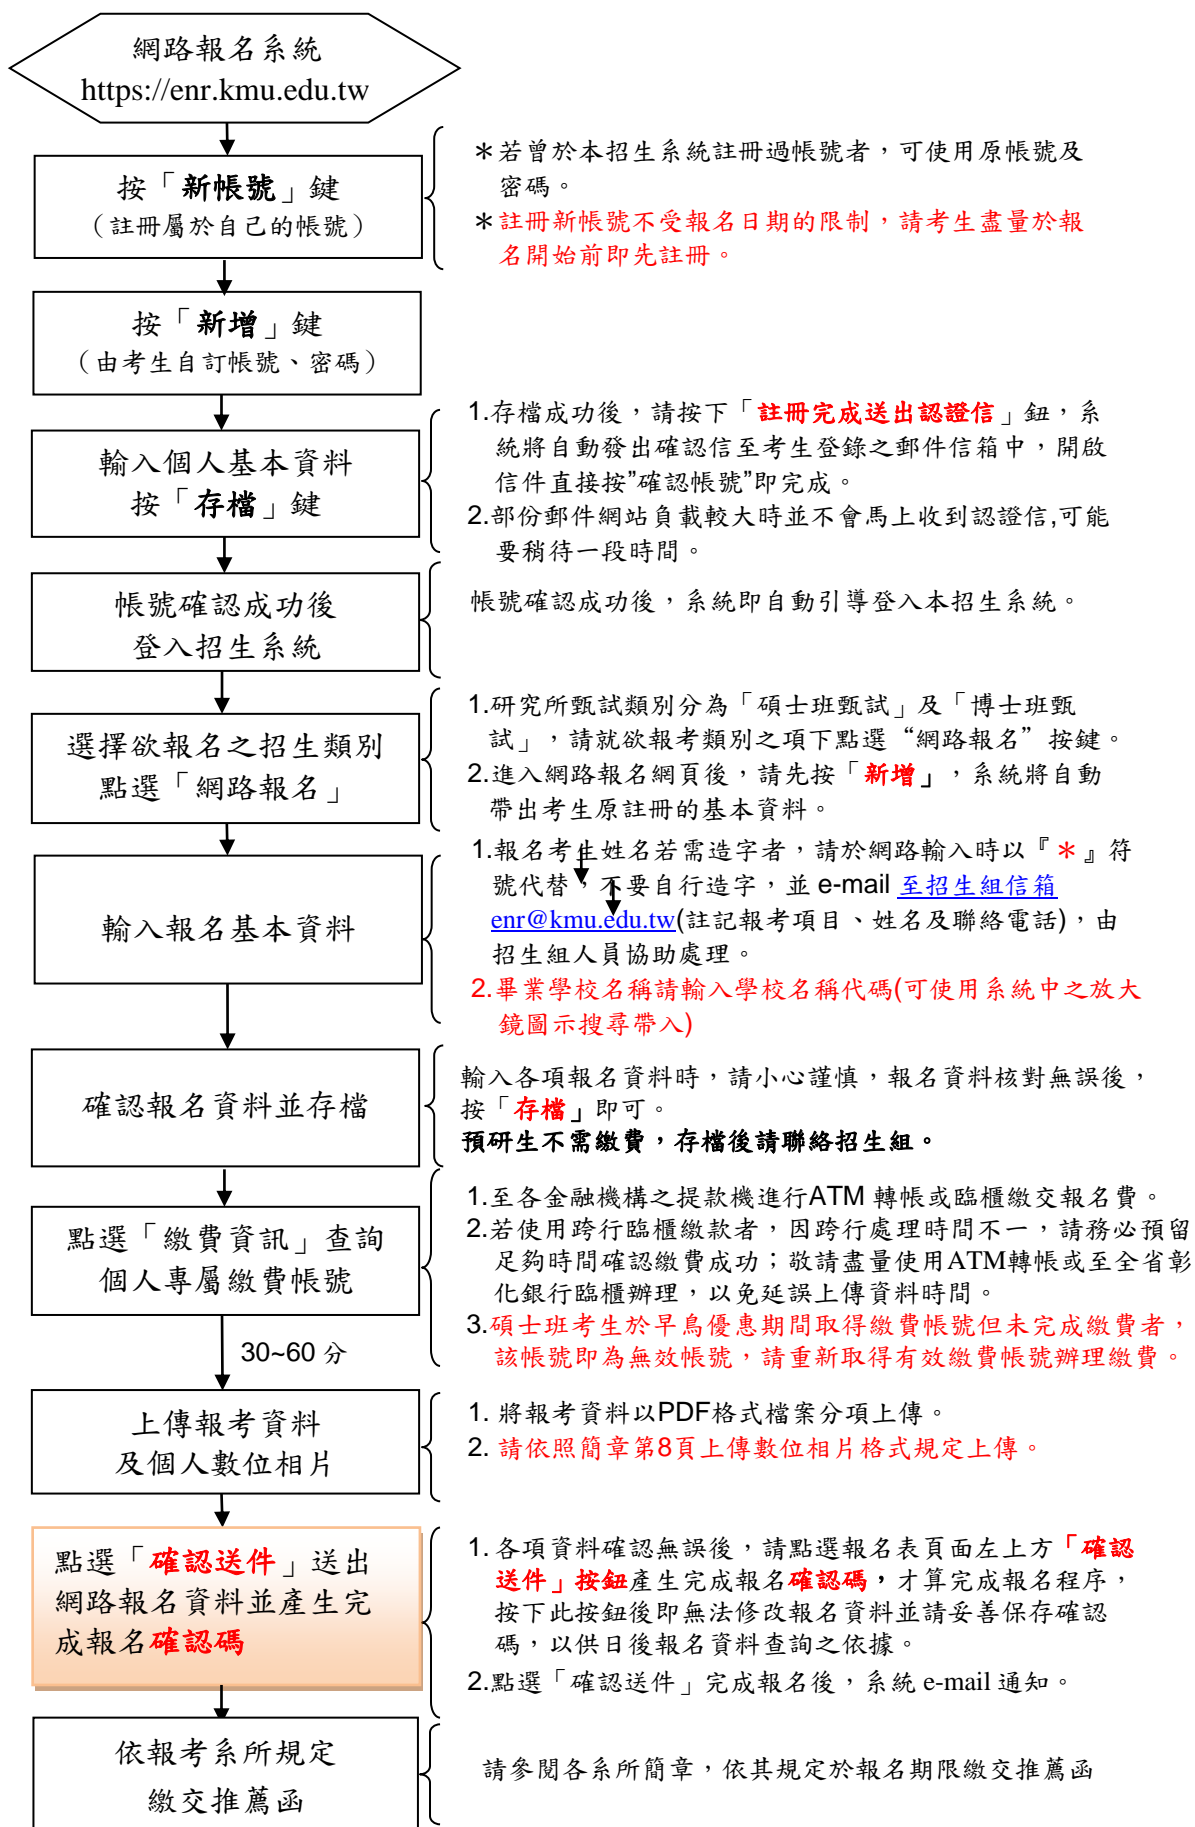 網路報名系統
https://enr.kmu.edu.tw
按「新帳號」鍵
（註冊屬於自己的帳號）
＊若曾於本招生系統註冊過帳號者，可使用原帳號及
密碼。
＊註冊新帳號不受報名日期的限制，請考生盡量於報
名開始前即先註冊。
按「新增」鍵
（由考生自訂帳號、密碼）
輸入個人基本資料
按「存檔」鍵
1.存檔成功後，請按下「註冊完成送出認證信」鈕，系
統將自動發出確認信至考生登錄之郵件信箱中，開啟
信件直接按”確認帳號”即完成。
2.部份郵件網站負載較大時並不會馬上收到認證信,可能
要稍待一段時間。
帳號確認成功後
登入招生系統
帳號確認成功後，系統即自動引導登入本招生系統。
選擇欲報名之招生類別
點選「網路報名」
1.研究所甄試類別分為「碩士班甄試」及「博士班甄
試」，請就欲報考類別之項下點選“網路報名”按鍵。
2.進入網路報名網頁後，請先按「新增」，系統將自動
帶出考生原註冊的基本資料。
輸入報名基本資料
1.報名考生姓名若需造字者，請於網路輸入時以『＊』符
號代替，不要自行造字，並 e-mail 至招生組信箱
enr@kmu.edu.tw(註記報考項目、姓名及聯絡電話)，由
招生組人員協助處理。
2.畢業學校名稱請輸入學校名稱代碼(可使用系統中之放大
鏡圖示搜尋帶入)
確認報名資料並存檔
輸入各項報名資料時，請小心謹慎，報名資料核對無誤後，
按「存檔」即可。
預研生不需繳費，存檔後請聯絡招生組。
點選「繳費資訊」查詢
個人專屬繳費帳號
1.至各金融機構之提款機進行ATM 轉帳或臨櫃繳交報名費。
2.若使用跨行臨櫃繳款者，因跨行處理時間不一，請務必預留
足夠時間確認繳費成功；敬請盡量使用ATM轉帳或至全省彰
化銀行臨櫃辦理，以免延誤上傳資料時間。
3.碩士班考生於早鳥優惠期間取得繳費帳號但未完成繳費者，
該帳號即為無效帳號，請重新取得有效繳費帳號辦理繳費。
30~60 分
上傳報考資料
及個人數位相片
1. 將報考資料以PDF格式檔案分項上傳。
2. 請依照簡章第8頁上傳數位相片格式規定上傳。
點選「確認送件」送出
網路報名資料並產生完
成報名確認碼
1. 各項資料確認無誤後，請點選報名表頁面左上方「確認
送件」按鈕產生完成報名確認碼，才算完成報名程序，
按下此按鈕後即無法修改報名資料並請妥善保存確認
碼，以供日後報名資料查詢之依據。
2.點選「確認送件」完成報名後，系統 e-mail 通知。
依報考系所規定
繳交推薦函
請參閱各系所簡章，依其規定於報名期限繳交推薦函